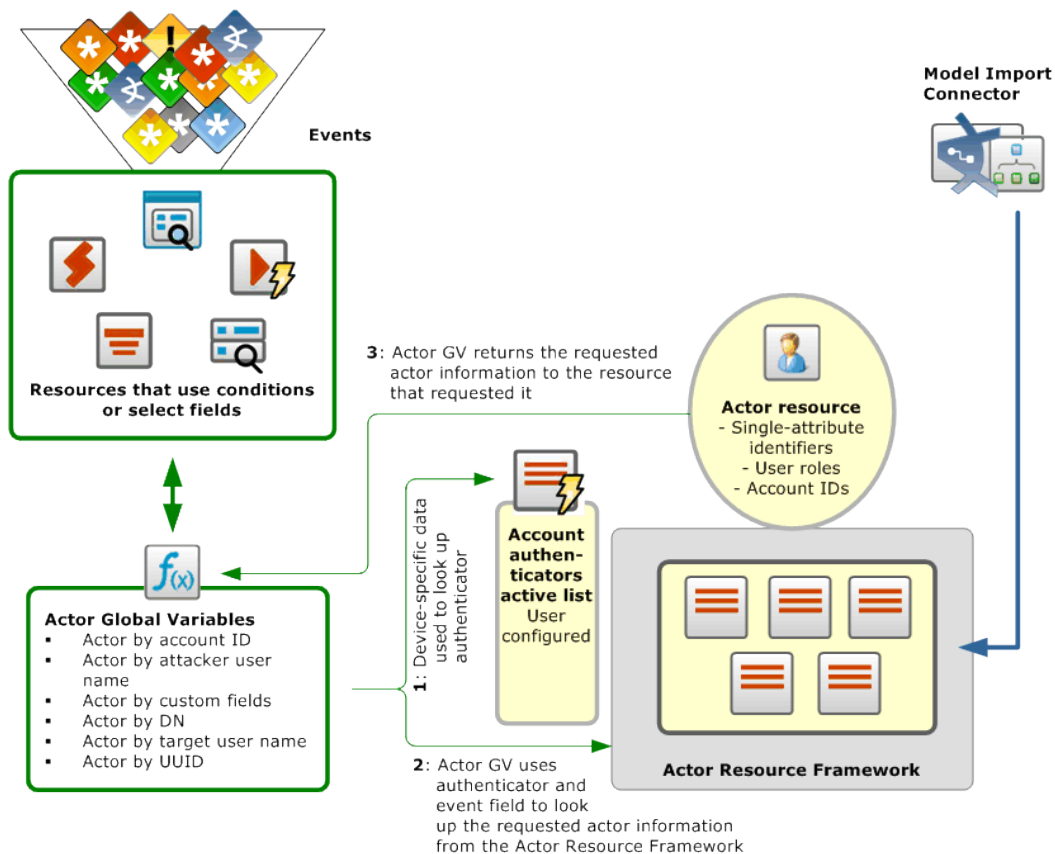 Events
Model Import
Connector
Resources that use conditions
or select fields
3: Actor GV returns the requested
actor information to the resource
that requested it
Actor resource
- Single-attribute
identifiers
- User roles
- Account IDs
1: Device-specific data
used to look up
authenticator
Account
authen-
ticators
active list
User
configured
f(x)
Actor Global Variables
▪ Actor by account ID
▪ Actor by attacker user
name
▪ Actor by custom fields
▪ Actor by DN
▪ Actor by target user name
▪ Actor by UUID
Actor Resource Framework
2: Actor GV uses
authenticator and
event field to look
up the requested actor information
from the Actor Resource Framework